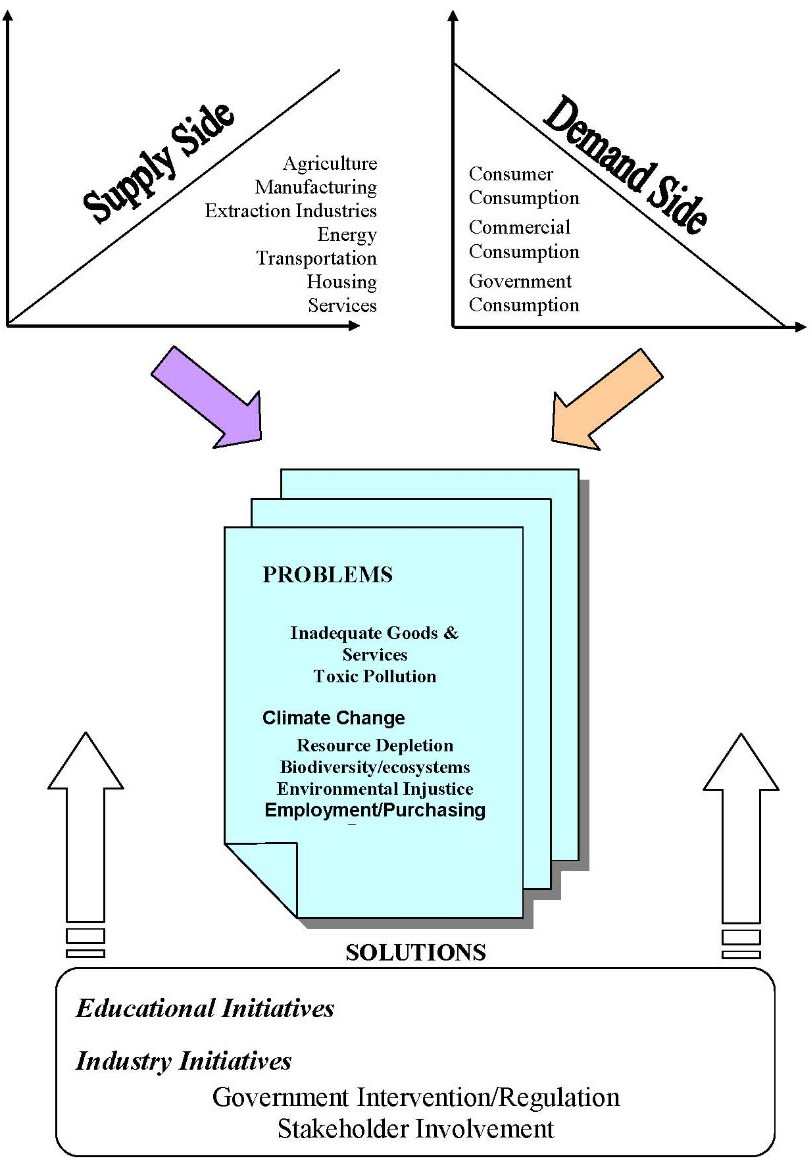 Supply Side
Agriculture
Manufacturing
Extraction Industries
Energy
Transportation
Housing
Services
Demand Side
Consumer
Consumption
Commercial
Consumption
Government
Consumption
PROBLEMS
Inadequate Goods &
Services
Toxic Pollution
Climate Change
Resource Depletion
Biodiversity/ecosystems
Environmental Injustice
Employment/Purchasing
SOLUTIONS
Educational Initiatives
Industry Initiatives
Government Intervention/Regulation
Stakeholder Involvement